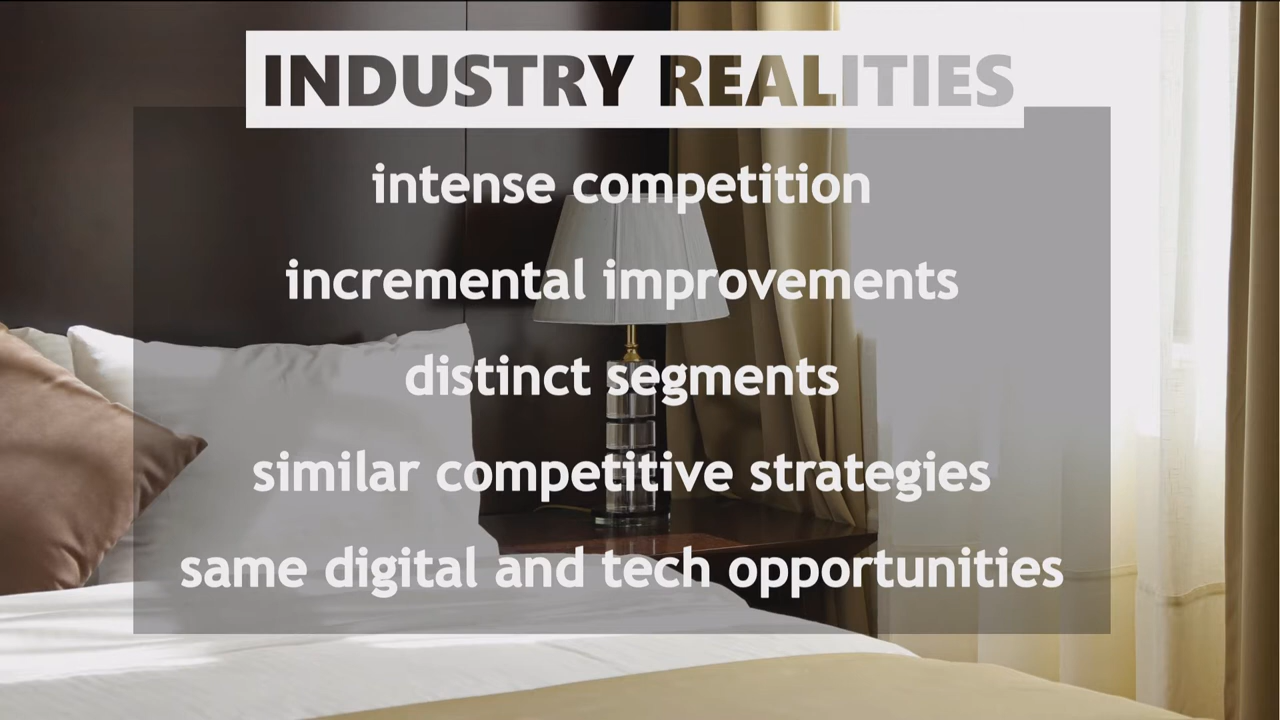 INDUSTRY REALITIES
intense competition
incremental improvements
distinct segments
similar competitive strategies
same digital and tech opportunities